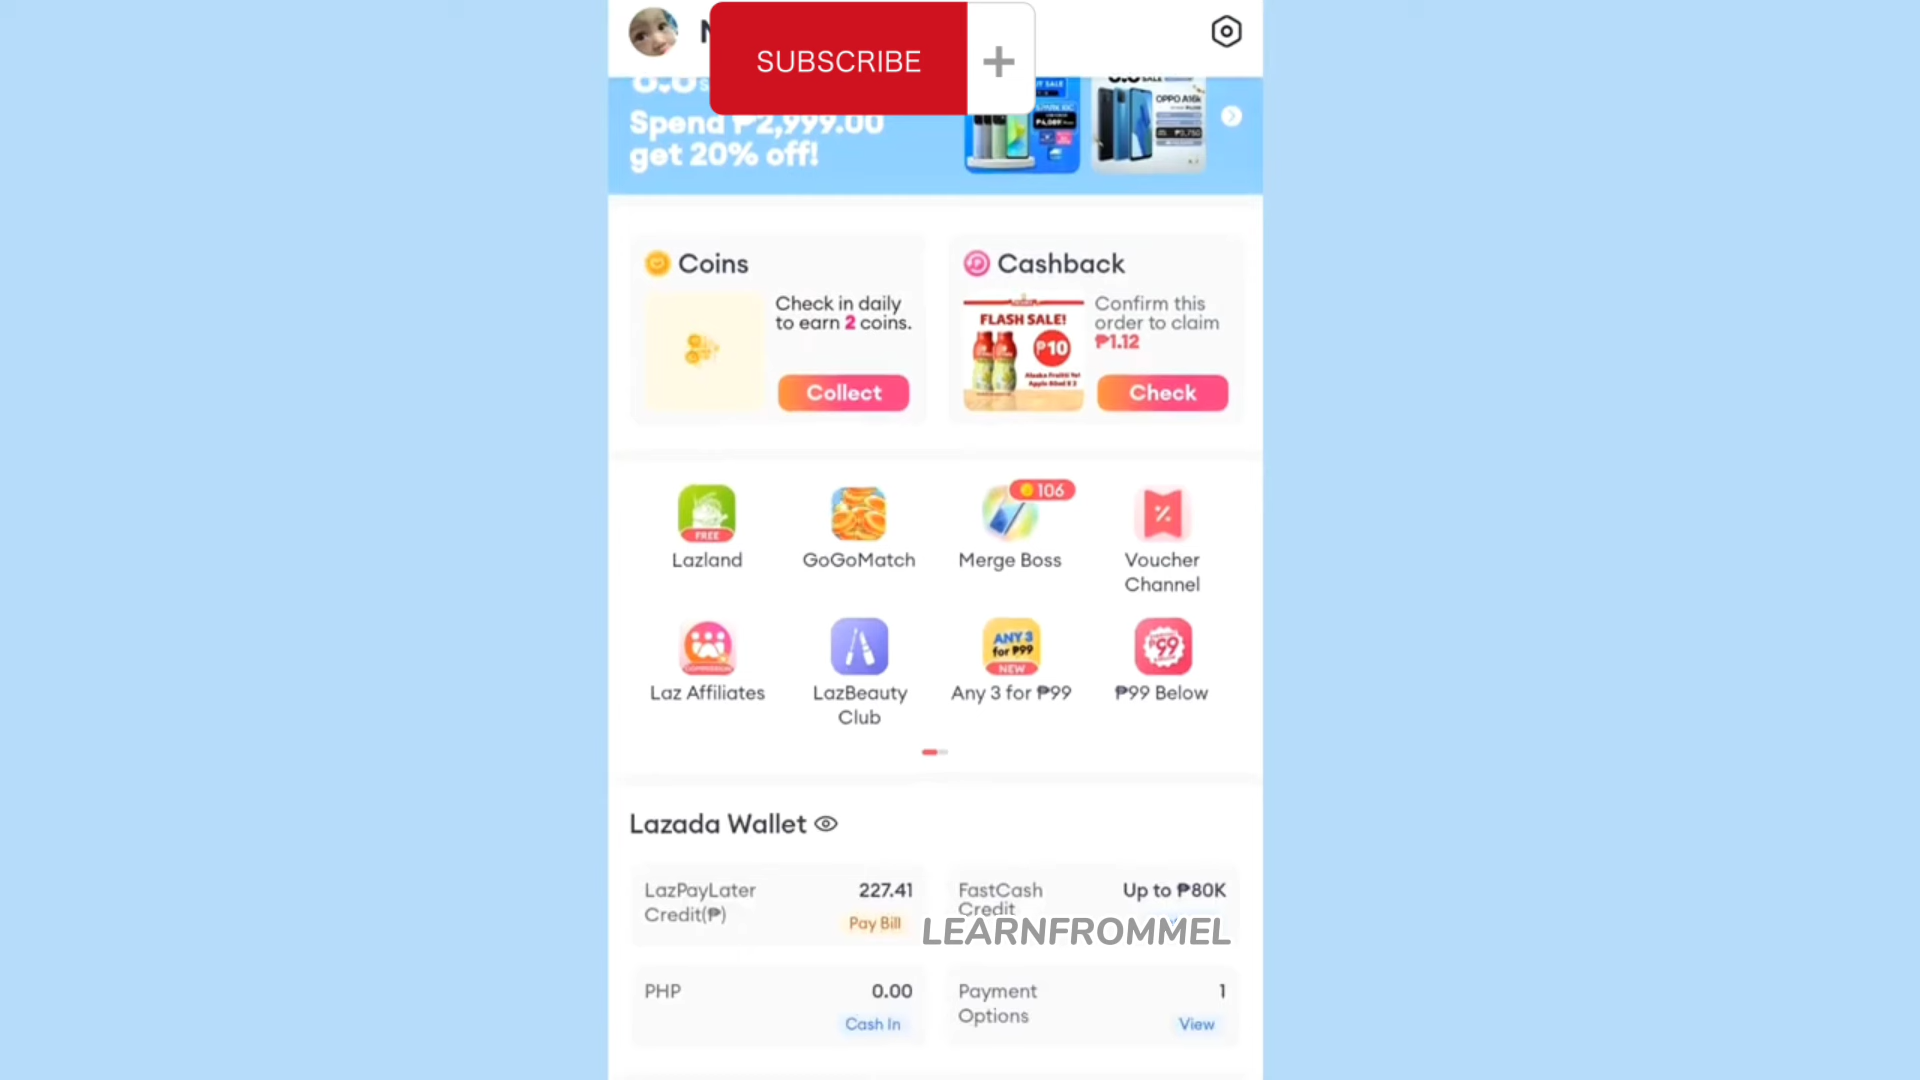 SUBSCRIBE
Spend ₱2,999.00
get 20% off!
OPPO A16k
Coins
Check in daily
to earn 2 coins.
Collect
Cashback
FLASH SALE!
₱10
Confirm this
order to claim
₱1.12
Check
106
FREE
Lazland
GoGoMatch
Merge Boss
Voucher
Channel
ANY 3
for ₱99
NEW
₱99
Laz Affiliates
LazBeauty
Club
Any 3 for ₱99
₱99 Below
Lazada Wallet
LazPayLater
Credit(₱)
227.41
Pay Bill
FastCash
Credit
Up to ₱80K
LEARNFROMMEL
PHP
0.00
Cash In
Payment
Options
1
View